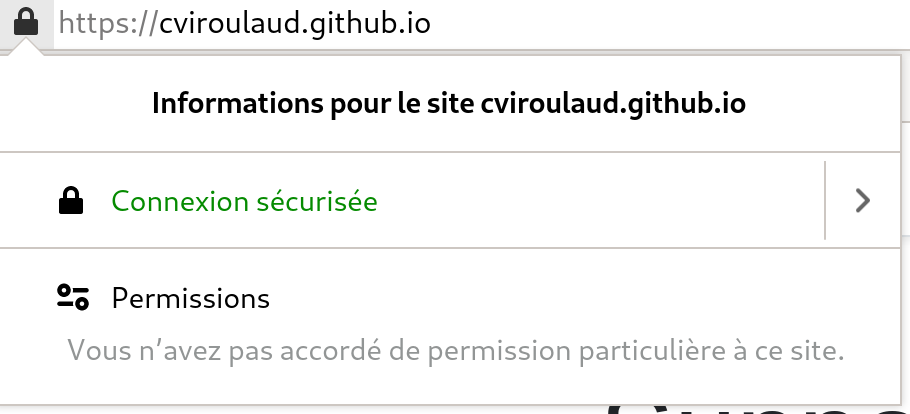 https://cviroulaud.github.io
Informations pour le site cviroulaud.github.io
Connexion sécurisée
Permissions
Vous n’avez pas accordé de permission particulière à ce site.